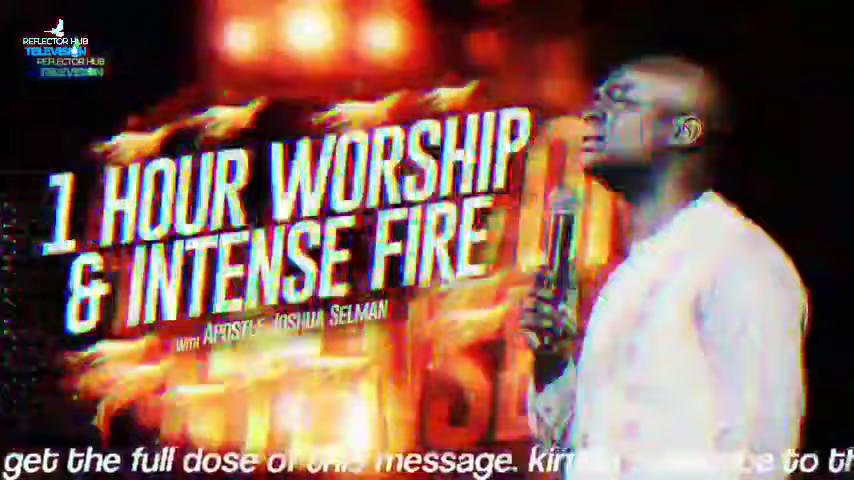 REFLECTOR HUB
TELEVISION
REFLECTOR HUB
TELEVISION
1 HOUR WORSHIP
& INTENSE FIRE
WITH APOSTLE JOSHUA SELMAN
get the full dose of this message. to